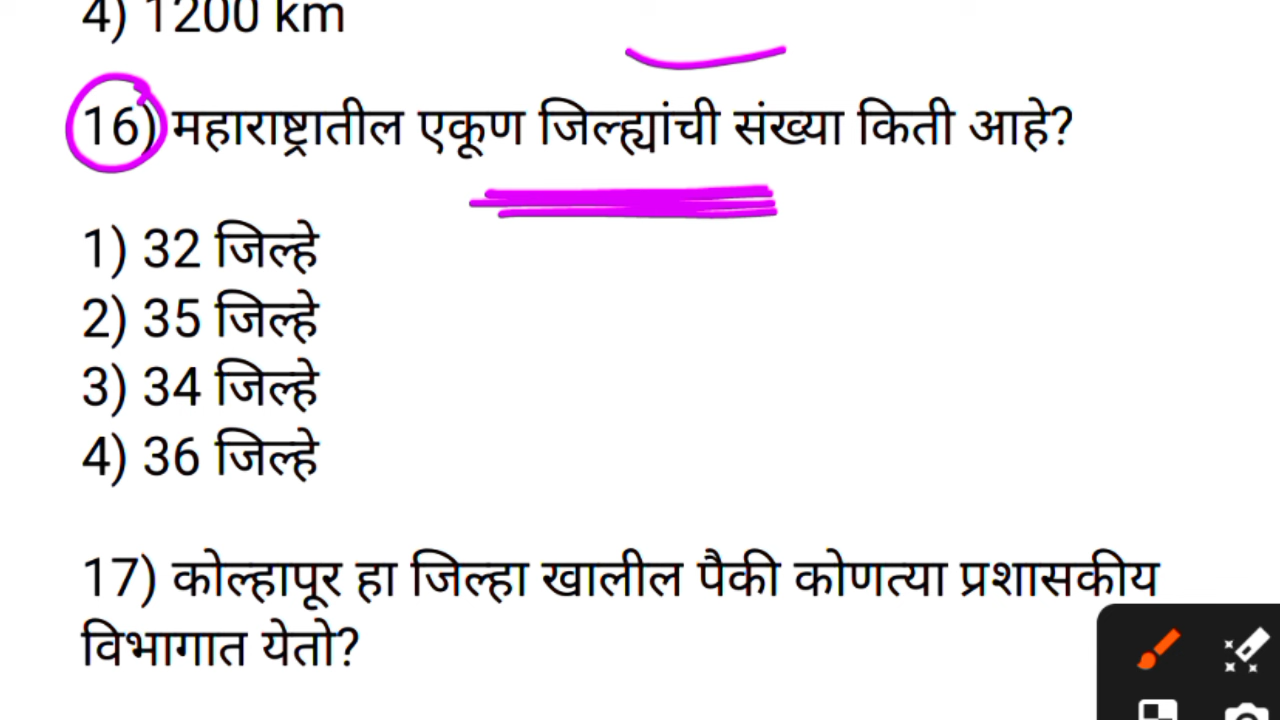 4) 1200 km
16) महाराष्ट्रातील एकूण जिल्ह्यांची संख्या किती आहे?
1) 32 जिल्हे
2) 35 जिल्हे
3) 34 जिल्हे
4) 36 जिल्हे
17) कोल्हापूर हा जिल्हा खालील पैकी कोणत्या प्रशासकीय
विभागात येतो?